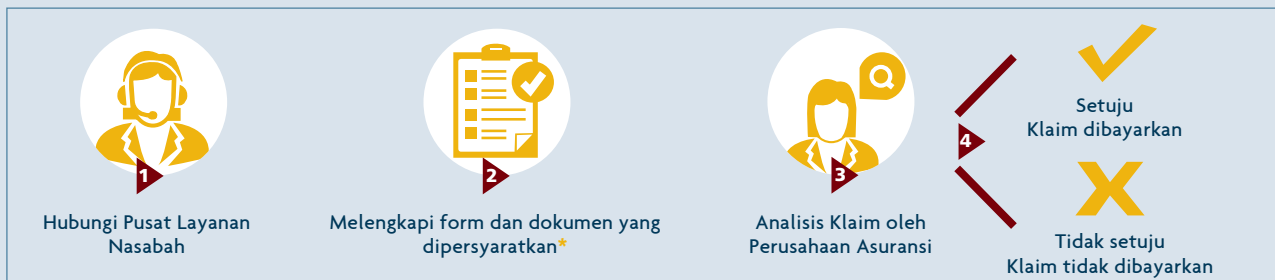 1
Hubungi Pusat Layanan
Nasabah
2
Melengkapi form dan dokumen yang
dipersyaratkan*
3
Analisis Klaim oleh
Perusahaan Asuransi
4
Setuju
Klaim dibayarkan
Tidak setuju
Klaim tidak dibayarkan